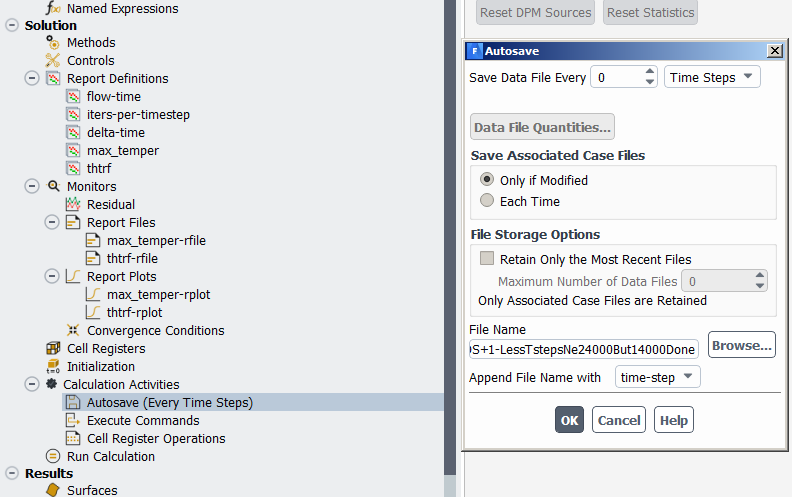 Named Expressions
Solution
Methods
Controls
Report Definitions
flow-time
iters-per-timestep
delta-time
max_temper
thtrf
Monitors
Residual
Report Files
max_temper-rfile
thtrf-rfile
Report Plots
max_temper-rplot
thtrf-rplot
Convergence Conditions
Cell Registers
Initialization
Calculation Activities
Autosave (Every Time Steps)
Execute Commands
Cell Register Operations
Run Calculation
Results
Surfaces
Reset DPM Sources Reset Statistics
Autosave
Save Data File Every 0 Time Steps
Data File Quantities...
Save Associated Case Files
Only if Modified
Each Time
File Storage Options
Retain Only the Most Recent Files
Maximum Number of Data Files 0
Only Associated Case Files are Retained
File Name
S+1-LessTstepsNe24000But14000Done Browse...
Append File Name with time-step
OK Cancel Help